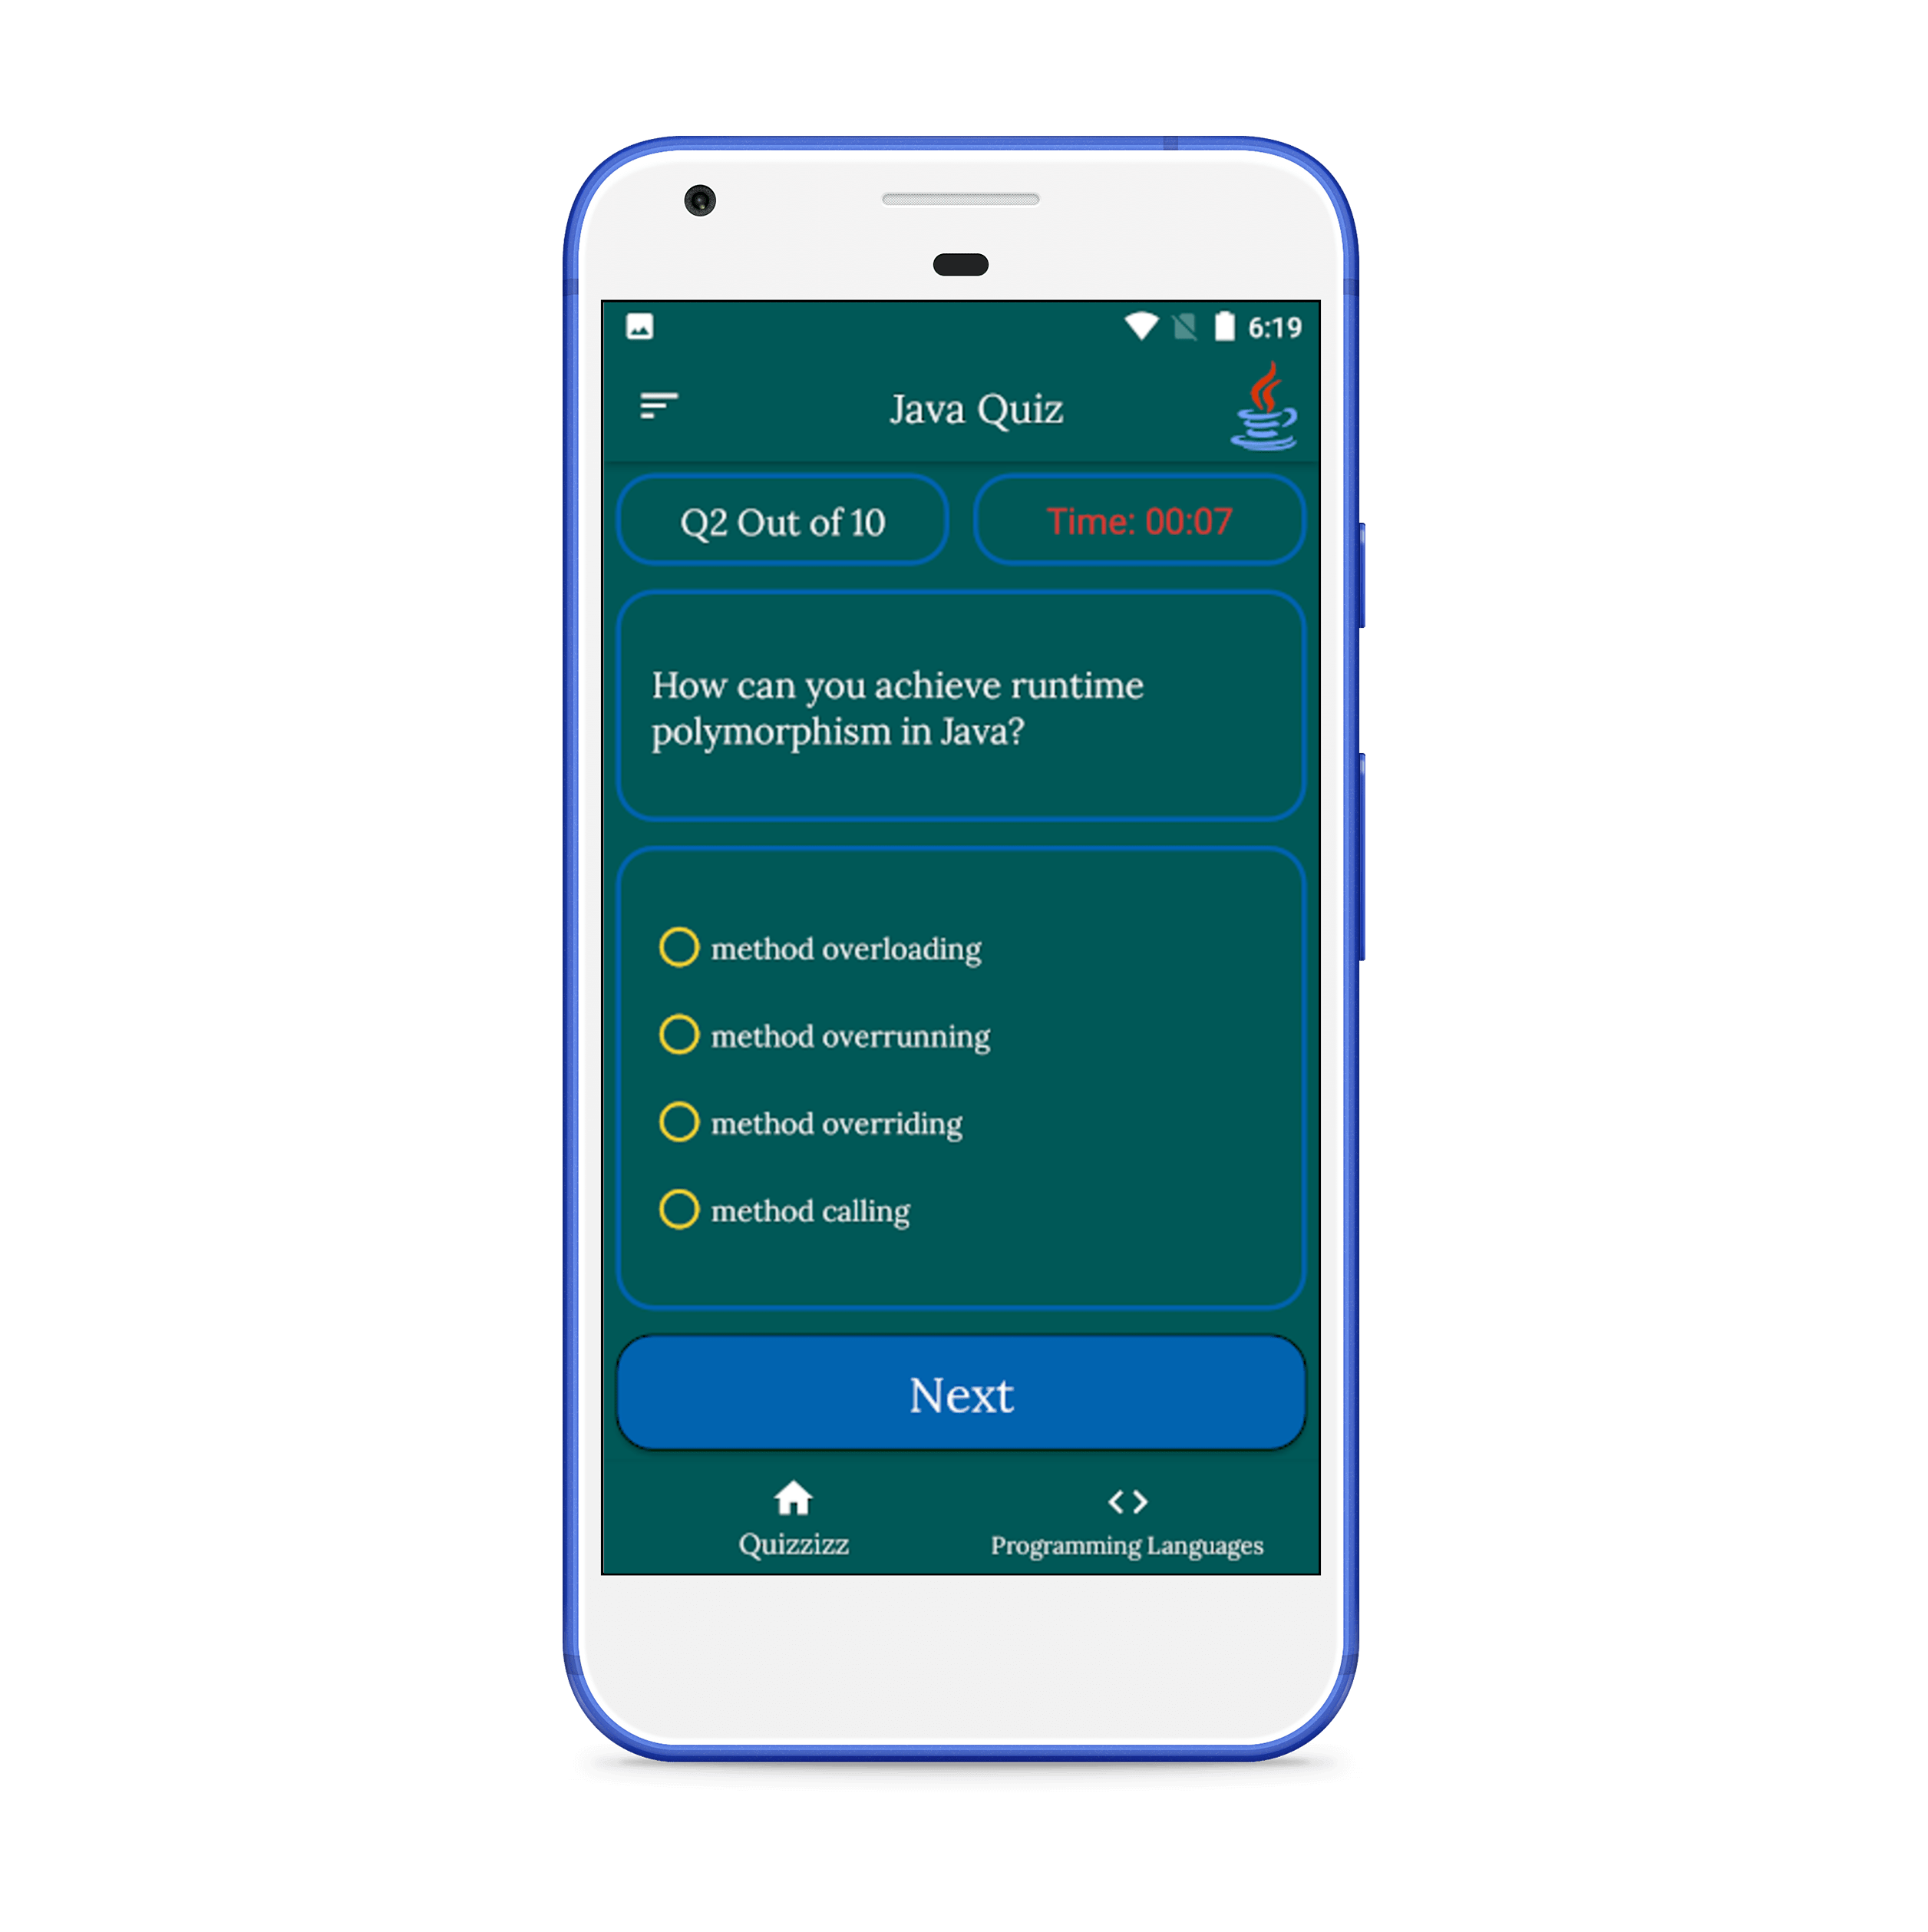 6:19
Java Quiz
Q2 Out of 10
Time: 00:07
How can you achieve runtime
polymorphism in Java?
method overloading
method overrunning
method overriding
method calling
Next
Quizzizz
Programming Languages